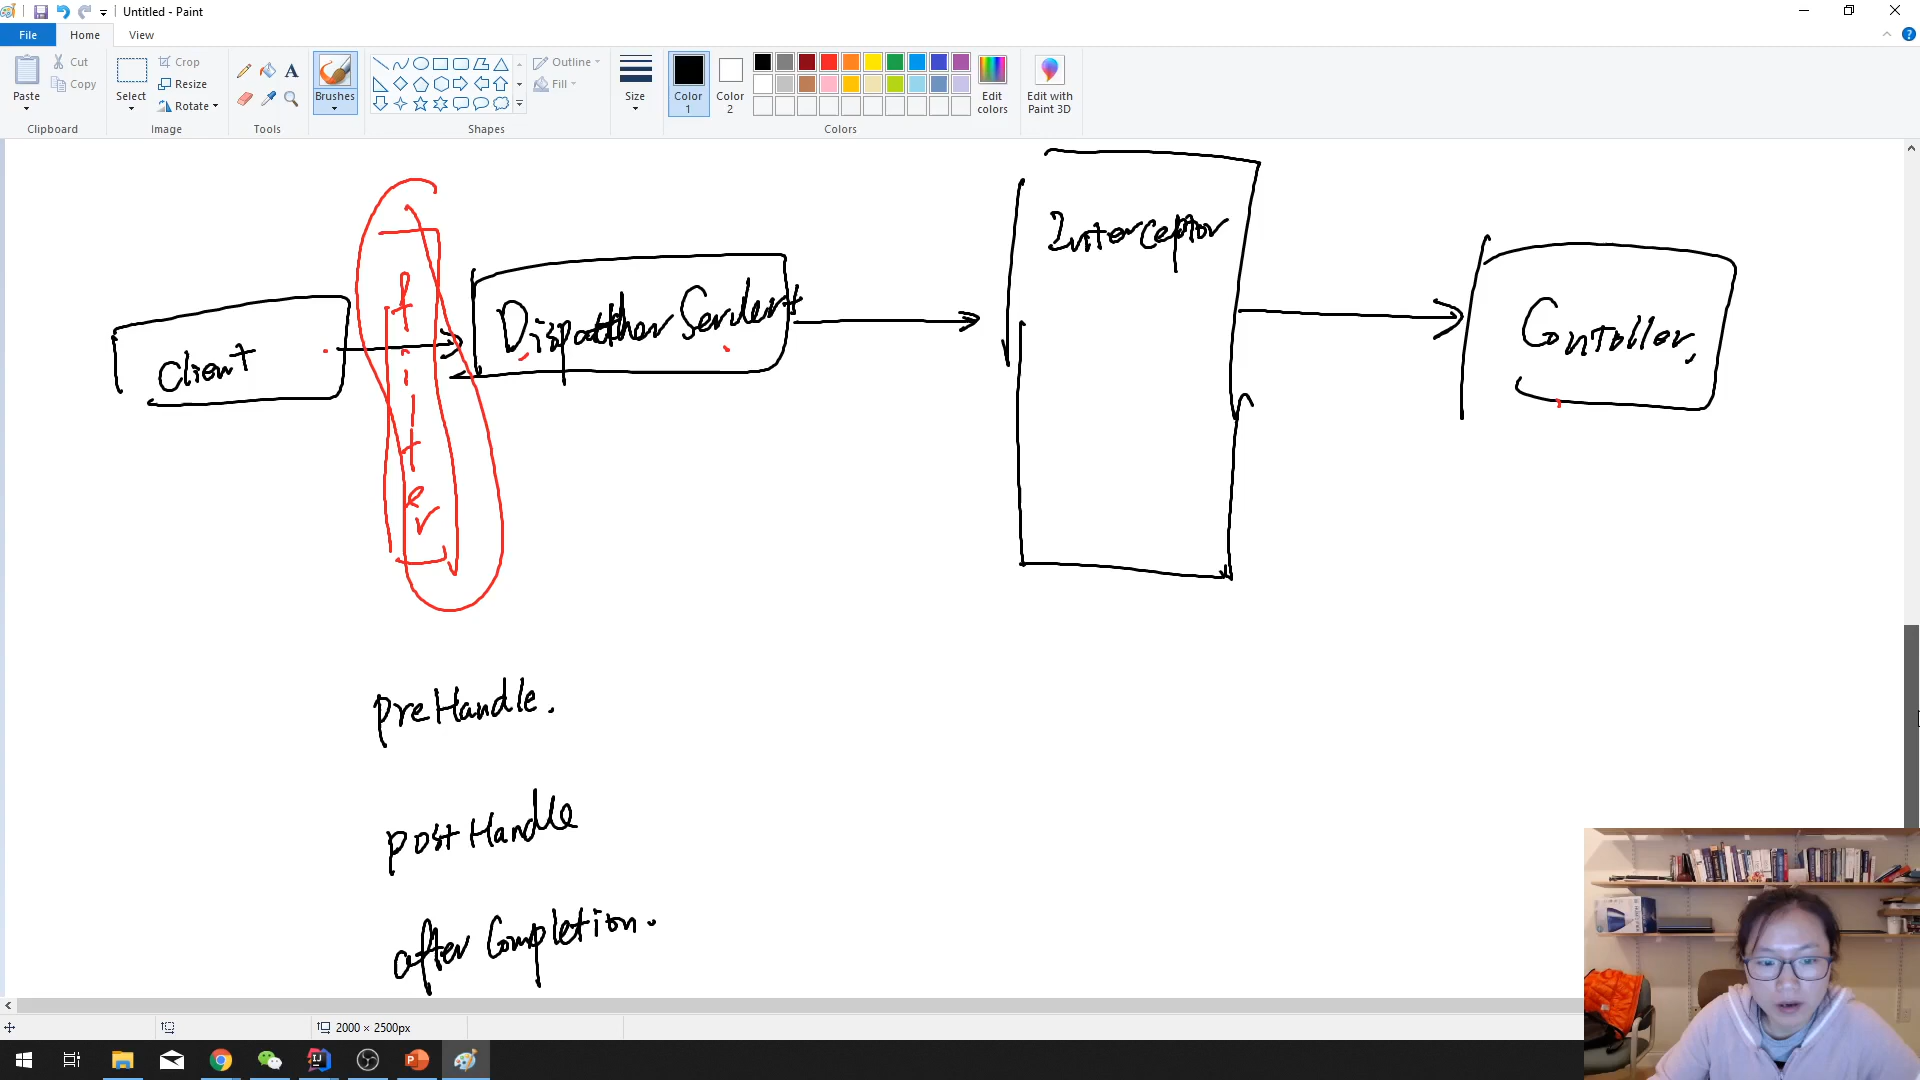 Untitled - Paint
File
Home
View
Paste
Cut
Copy
Clipboard
Select
Crop
Resize
Rotate
Image
Tools
Brushes
Shapes
Outline
Fill
Size
Color 1
Color 2
Edit colors
Colors
Edit with Paint 3D
Client
filter
Dispatther Servlert
Interceptor
Controller
preHandle.
postHandle
afterCompletion.
2000 × 2500px